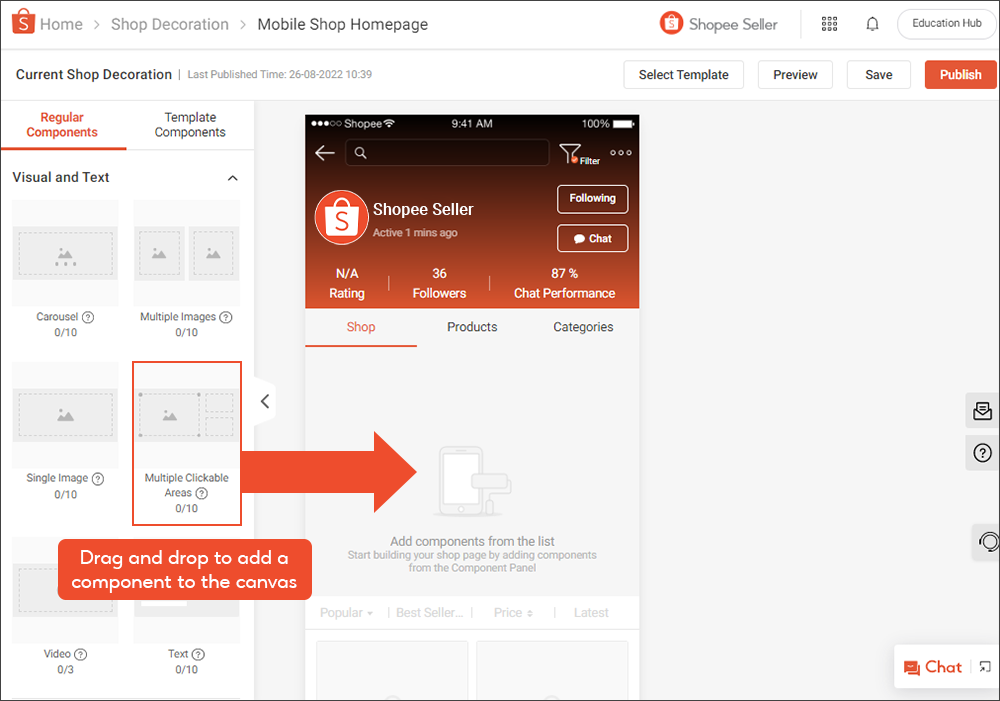 Home > Shop Decoration > Mobile Shop Homepage
Shopee Seller
Education Hub
Current Shop Decoration | Last Published Time: 26-08-2022 10:39
Select Template
Preview
Save
Publish
Regular
Components
Template
Components
Visual and Text
Carousel ?
0/10
Multiple Images ?
0/10
Single Image ?
0/10
Multiple Clickable
Areas ?
0/10
Drag and drop to add a
component to the canvas
Video ?
0/3
Text ?
0/10
Shopee
9:41 AM
100%
Filter
Shopee Seller
Active 1 mins ago
Following
Chat
N/A
Rating
36
Followers
87 %
Chat Performance
Shop
Products
Categories
Add components from the list
Start building your shop page by adding components
from the Component Panel
Popular
Best Seller...
Price
Latest
Chat